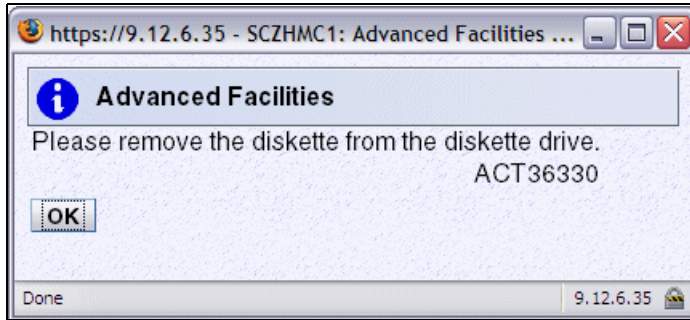 https://9.12.6.35 - SCZHMC1: Advanced Facilities ...
Advanced Facilities
Please remove the diskette from the diskette drive.
ACT36330
OK
Done
9.12.6.35